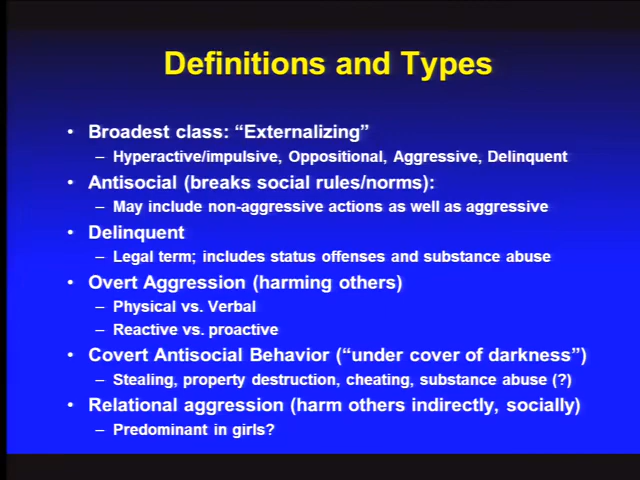 Definitions and Types
• Broadest class: “Externalizing”
– Hyperactive/impulsive, Oppositional, Aggressive, Delinquent
• Antisocial (breaks social rules/norms):
– May include non-aggressive actions as well as aggressive
• Delinquent
– Legal term; includes status offenses and substance abuse
• Overt Aggression (harming others)
– Physical vs. Verbal
– Reactive vs. proactive
• Covert Antisocial Behavior (“under cover of darkness”)
– Stealing, property destruction, cheating, substance abuse (?)
• Relational aggression (harm others indirectly, socially)
– Predominant in girls?